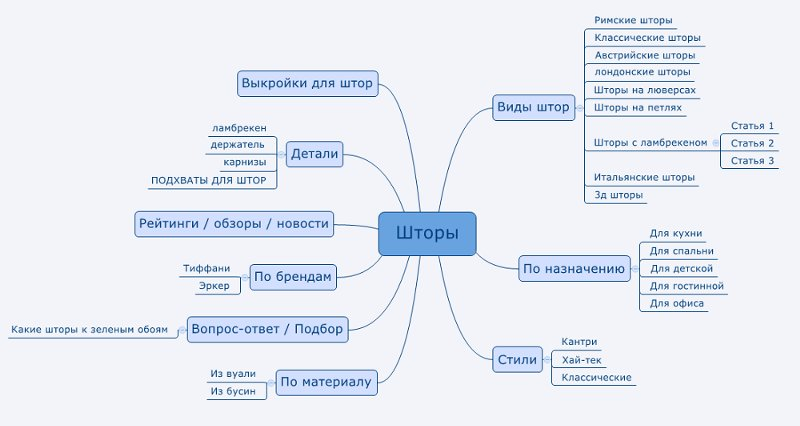 Шторы
Виды штор
Римские шторы
Классические шторы
Австрийские шторы
лондонские шторы
Шторы на люверсах
Шторы на петлях
Шторы с ламбрекеном
Статья 1
Статья 2
Статья 3
Итальянские шторы
3д шторы
По назначению
Для кухни
Для спальни
Для детской
Для гостинной
Для офиса
Стили
Кантри
Хай-тек
Классические
Выкройки для штор
Детали
ламбрекен
держатель
карнизы
ПОДХВАТЫ ДЛЯ ШТОР
Рейтинги / обзоры / новости
По брендам
Тиффани
Эркер
Вопрос-ответ / Подбор
Какие шторы к зеленым обоям
По материалу
Из вуали
Из бусин